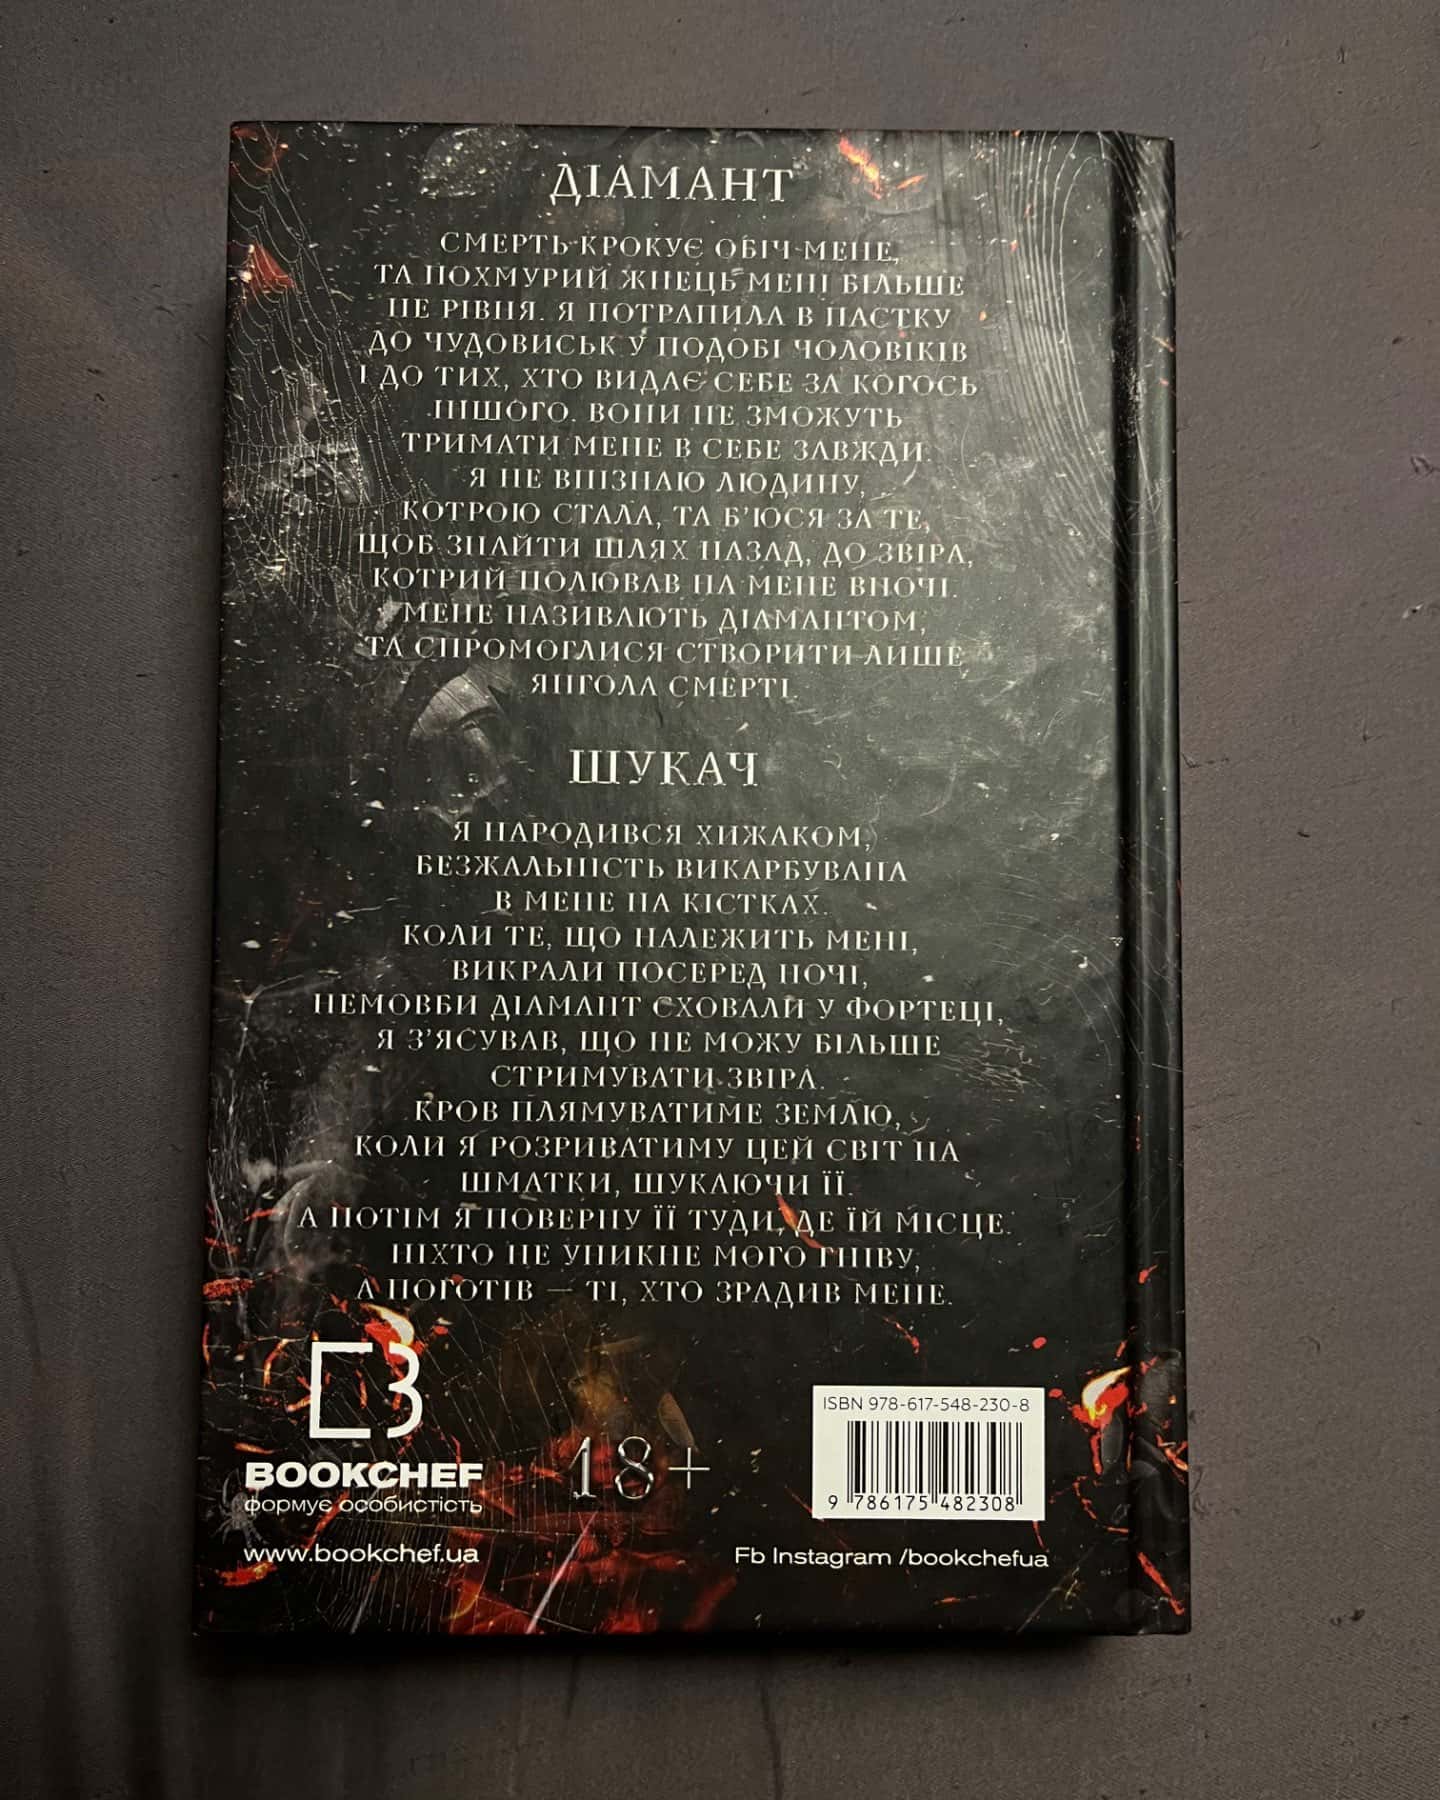 ДІАМАНТ
СМЕРТЬ КРОКУЄ ОБІЧ МЕНЕ,
ТА ПОХМУРИЙ ЖНЕЦЬ МЕНІ БІЛЬШЕ
НЕ РІВНЯ. Я ПОТРАПИЛА В ПАСТКУ
ДО ЧУДОВИСЬК У ПОДОБІ ЧОЛОВІКІВ
І ДО ТИХ, ХТО ВИДАЄ СЕБЕ ЗА КОГОСЬ
ІНШОГО. ВОНИ НЕ ЗМОЖУТЬ
ТРИМАТИ МЕНЕ В СЕБЕ ЗАВЖДИ.
Я НЕ ВПІЗНАЮ ЛЮДИНУ,
КОТРОЮ СТАЛА, ТА Б'ЮСЯ ЗА ТЕ,
ЩОБ ЗНАЙТИ ШЛЯХ НАЗАД, ДО ЗВІРА,
КОТРИЙ ПОЛЮВАВ НА МЕНЕ ВНОЧІ.
МЕНЕ НАЗИВАЮТЬ ДІАМАНТОМ,
ТА СПРОМОГЛИСЯ СТВОРИТИ ЛИШЕ
ЯНГОЛА СМЕРТІ.
ШУКАЧ
Я НАРОДИВСЯ ХИЖАКОМ,
БЕЗЖАЛЬНІСТЬ ВИКАРБУВАНА
В МЕНЕ НА КІСТКАХ.
КОЛИ ТЕ, ЩО НАЛЕЖИТЬ МЕНІ,
ВИКРАЛИ ПОСЕРЕД НОЧІ,
НЕМОВБИ ДІАМАНТ СХОВАЛИ У ФОРТЕЦІ,
Я З'ЯСУВАВ, ЩО НЕ МОЖУ БІЛЬШЕ
СТРИМУВАТИ ЗВІРА.
КРОВ ПЛЯМУВАТИМЕ ЗЕМЛЮ,
КОЛИ Я РОЗРИВАТИМУ ЦЕЙ СВІТ НА
ШМАТКИ, ШУКАЮЧИ ЇЇ.
А ПОТІМ Я ПОВЕРНУ ЇЇ ТУДИ, ДЕ ЇЙ МІСЦЕ.
НІХТО НЕ УНИКНЕ МОГО ГНІВУ,
А ПОГОТІВ — ТІ, ХТО ЗРАДИВ МЕНЕ.
BOOKCHEF
формує особистість
www.bookchef.ua
18+
ISBN 978-617-548-230-8
9 786175 482308
Fb Instagram /bookchefua